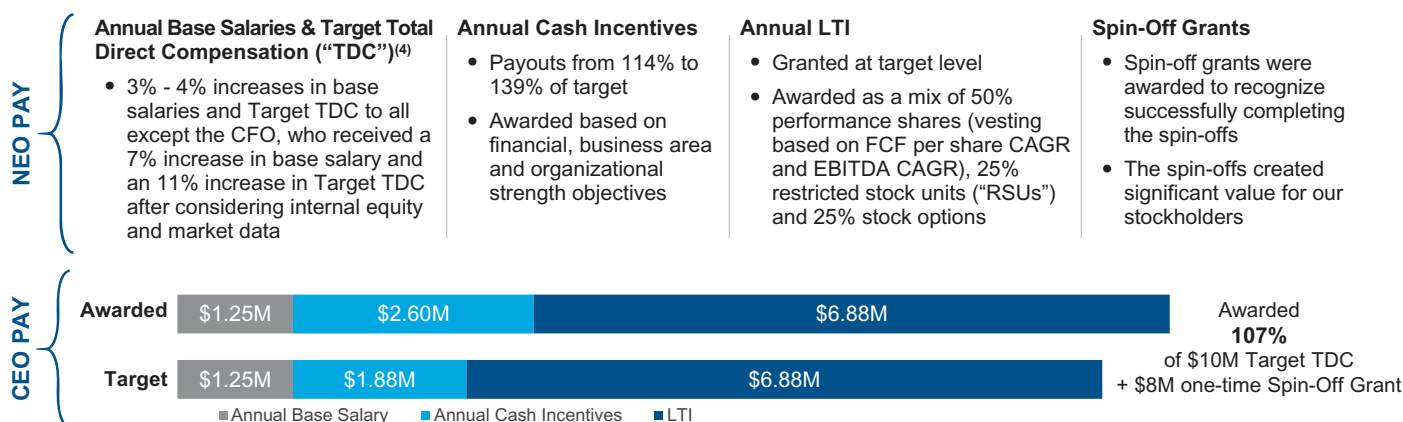 NEO PAY
Annual Base Salaries & Target Total
Direct Compensation (“TDC”)(4)
• 3% - 4% increases in base
salaries and Target TDC to all
except the CFO, who received a
7% increase in base salary and
an 11% increase in Target TDC
after considering internal equity
and market data
Annual Cash Incentives
• Payouts from 114% to
139% of target
• Awarded based on
financial, business area
and organizational
strength objectives
Annual LTI
• Granted at target level
• Awarded as a mix of 50%
performance shares (vesting
based on FCF per share CAGR
and EBITDA CAGR), 25%
restricted stock units (“RSUs”)
and 25% stock options
Spin-Off Grants
• Spin-off grants were
awarded to recognize
successfully completing
the spin-offs
• The spin-offs created
significant value for our
stockholders
CEO PAY
Awarded $1.25M $2.60M $6.88M
Target $1.25M $1.88M $6.88M
Awarded
107%
of $10M Target TDC
+ $8M one-time Spin-Off Grant
Annual Base Salary Annual Cash Incentives LTI